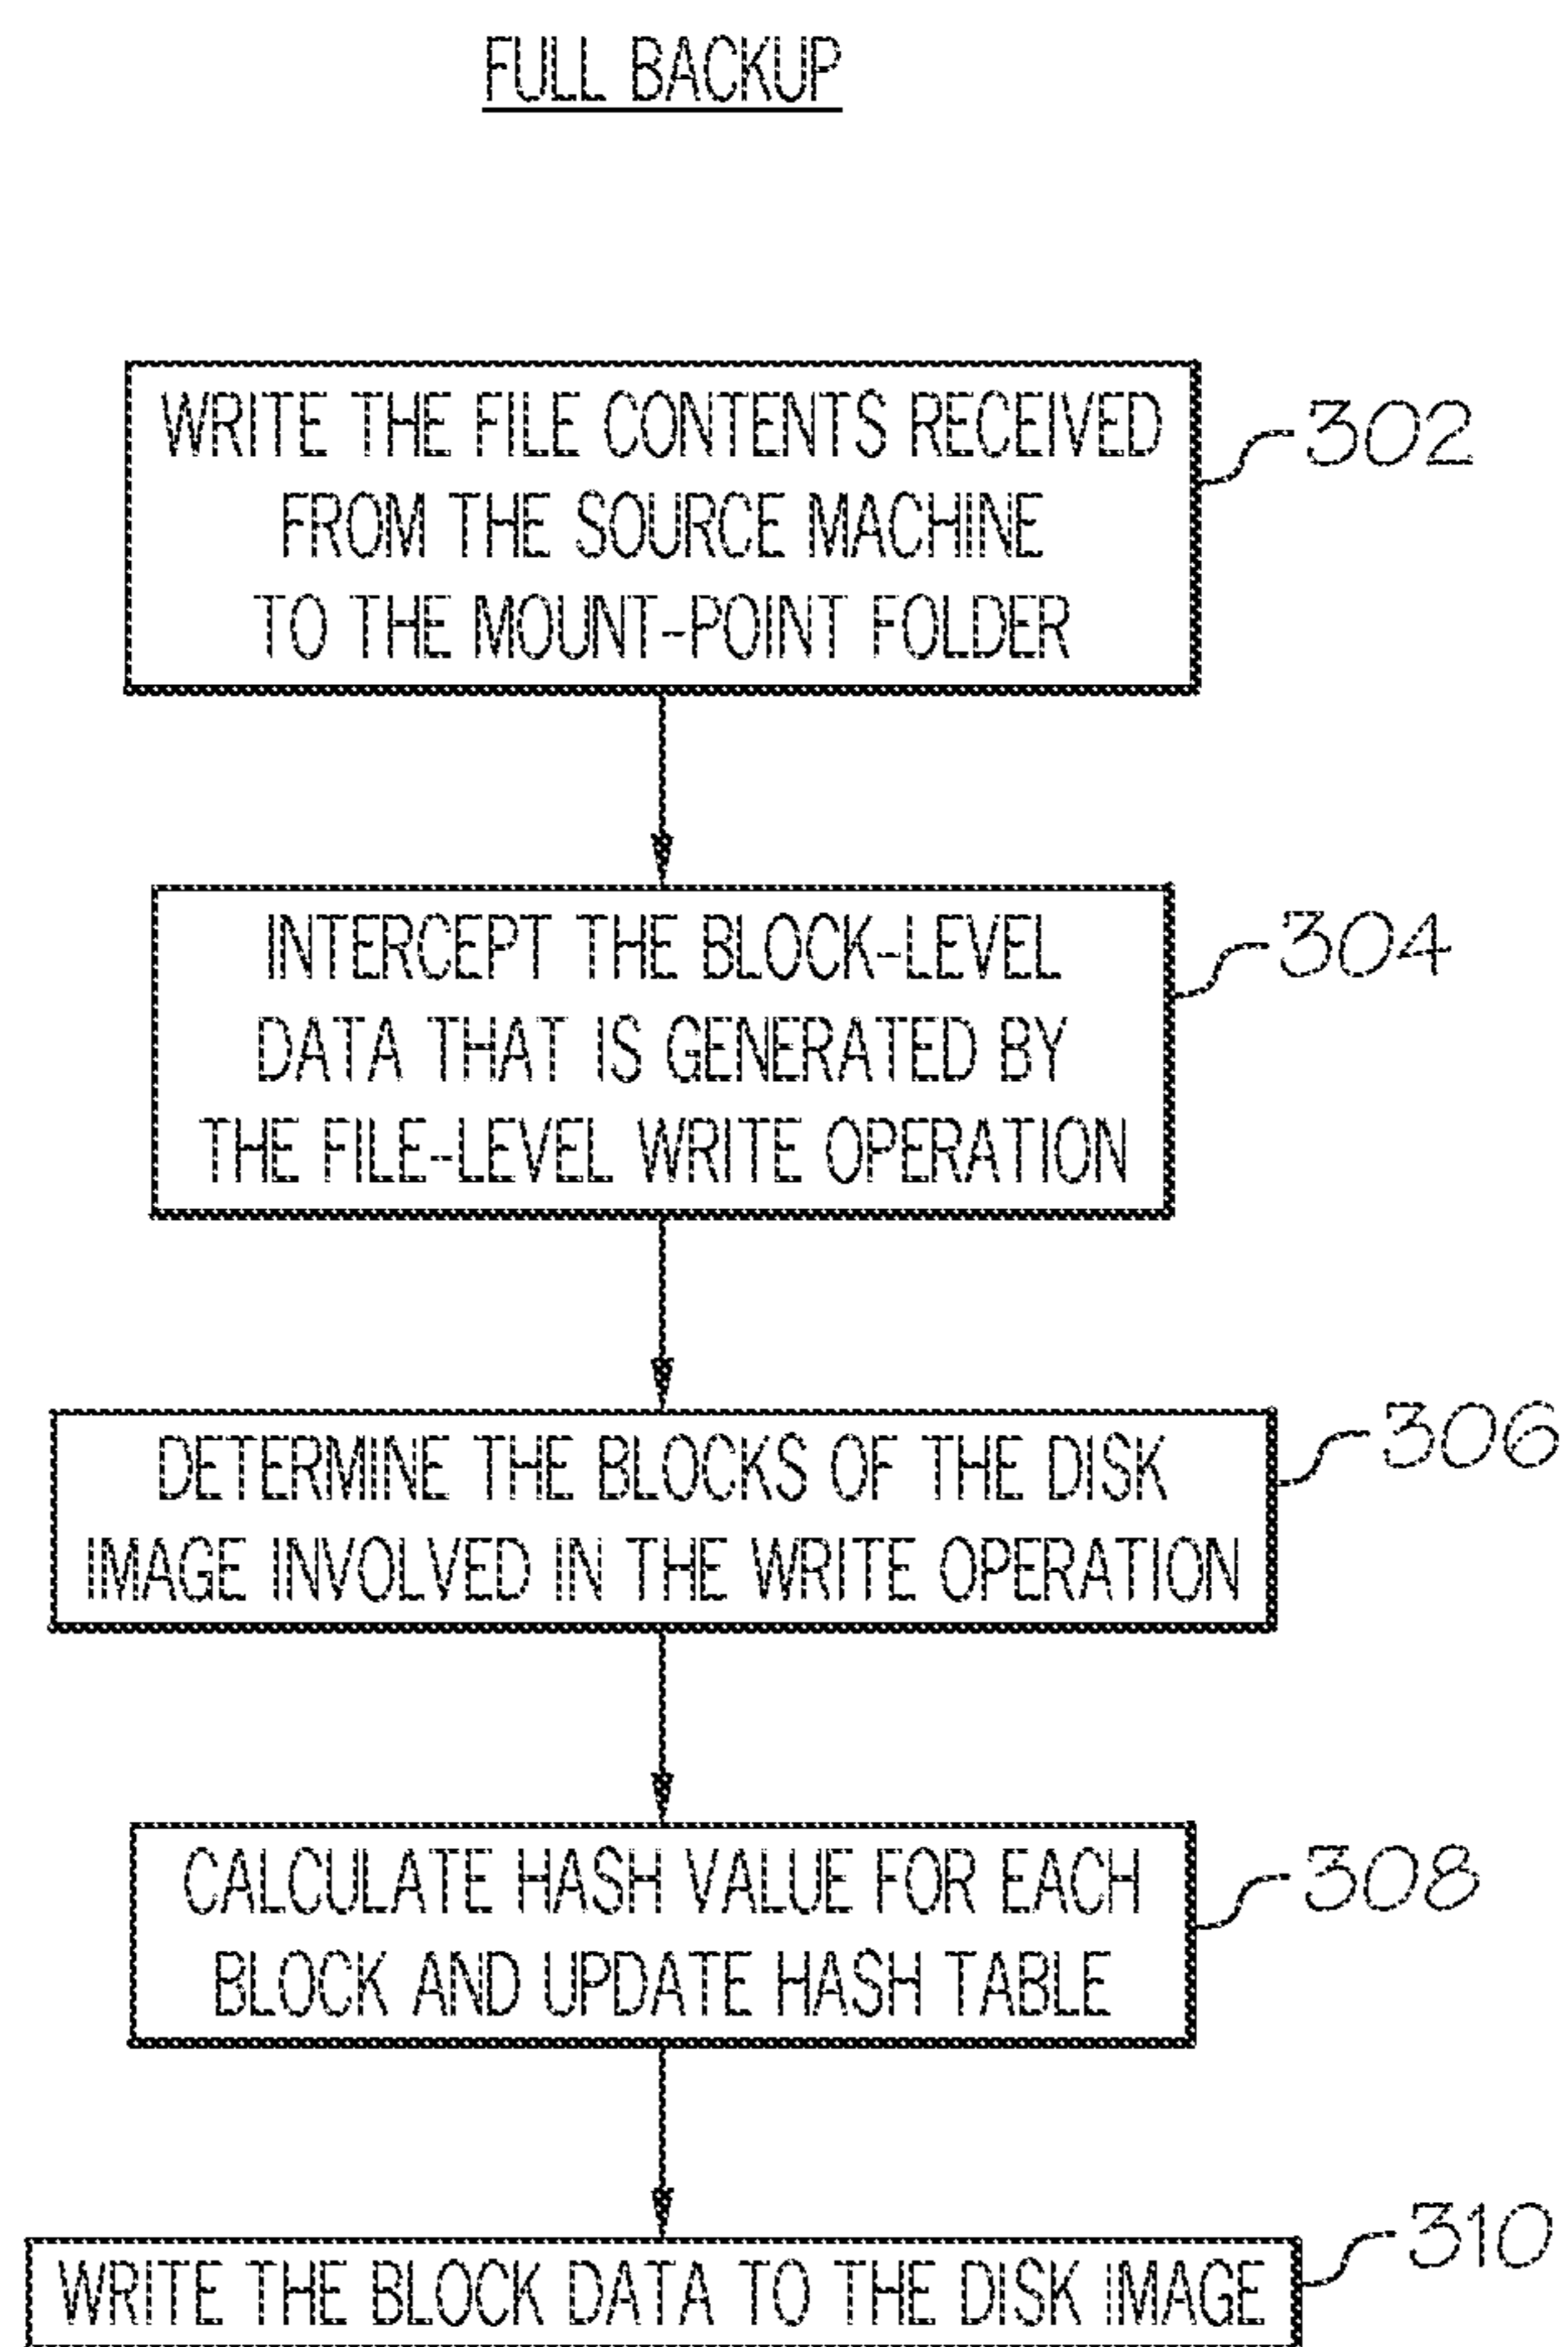 FULL BACKUP
WRITE THE FILE CONTENTS RECEIVED
FROM THE SOURCE MACHINE
TO THE MOUNT-POINT FOLDER
302
INTERCEPT THE BLOCK-LEVEL
DATA THAT IS GENERATED BY
THE FILE-LEVEL WRITE OPERATION
304
DETERMINE THE BLOCKS OF THE DISK
IMAGE INVOLVED IN THE WRITE OPERATION
306
CALCULATE HASH VALUE FOR EACH
BLOCK AND UPDATE HASH TABLE
308
WRITE THE BLOCK DATA TO THE DISK IMAGE
310